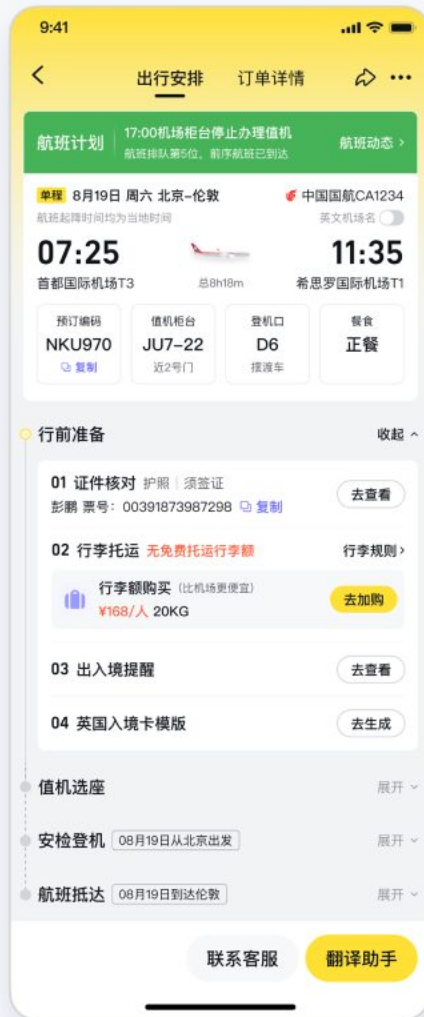 9:41
出行安排 订单详情
航班计划 17:00机场柜台停止办理值机
航班排队第5位，前序航班已到达
航班动态 >
单程 8月19日 周六 北京-伦敦 中国国航CA1234
航班起降时间均为当地时间 英文机场名
07:25 11:35
首都国际机场T3 总8h18m 希思罗国际机场T1
预订编码 值机柜台 登机口 餐食
NKU970 JU7-22 D6 正餐
复制 近2号门 摆渡车
行前准备 收起
01 证件核对 护照｜须签证 去查看
彭鹏 票号：00391873987298 复制
02 行李托运 无免费托运行李额 行李规则>
行李额购买（比机场更便宜） 去加购
¥168/人 20KG
03 出入境提醒 去查看
04 英国入境卡模版 去生成
值机选座 展开
安检登机 08月19日从北京出发 展开
航班抵达 08月19日到达伦敦 展开
联系客服 翻译助手